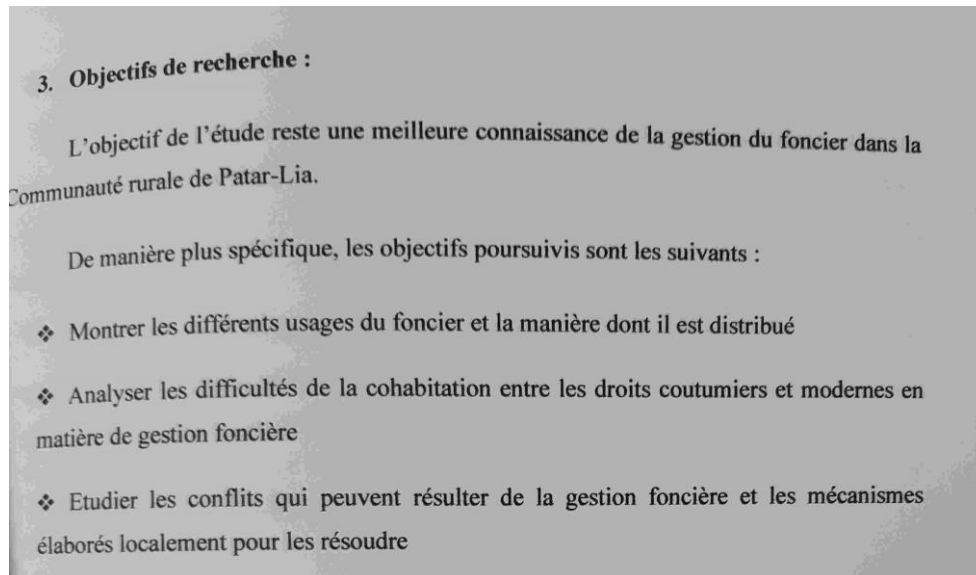 3. Objectifs de recherche :
L'objectif de l'étude reste une meilleure connaissance de la gestion du foncier dans la
Communauté rurale de Patar-Lia.
De manière plus spécifique, les objectifs poursuivis sont les suivants :
❖ Montrer les différents usages du foncier et la manière dont il est distribué
❖ Analyser les difficultés de la cohabitation entre les droits coutumiers et modernes en
matière de gestion foncière
❖ Etudier les conflits qui peuvent résulter de la gestion foncière et les mécanismes
élaborés localement pour les résoudre